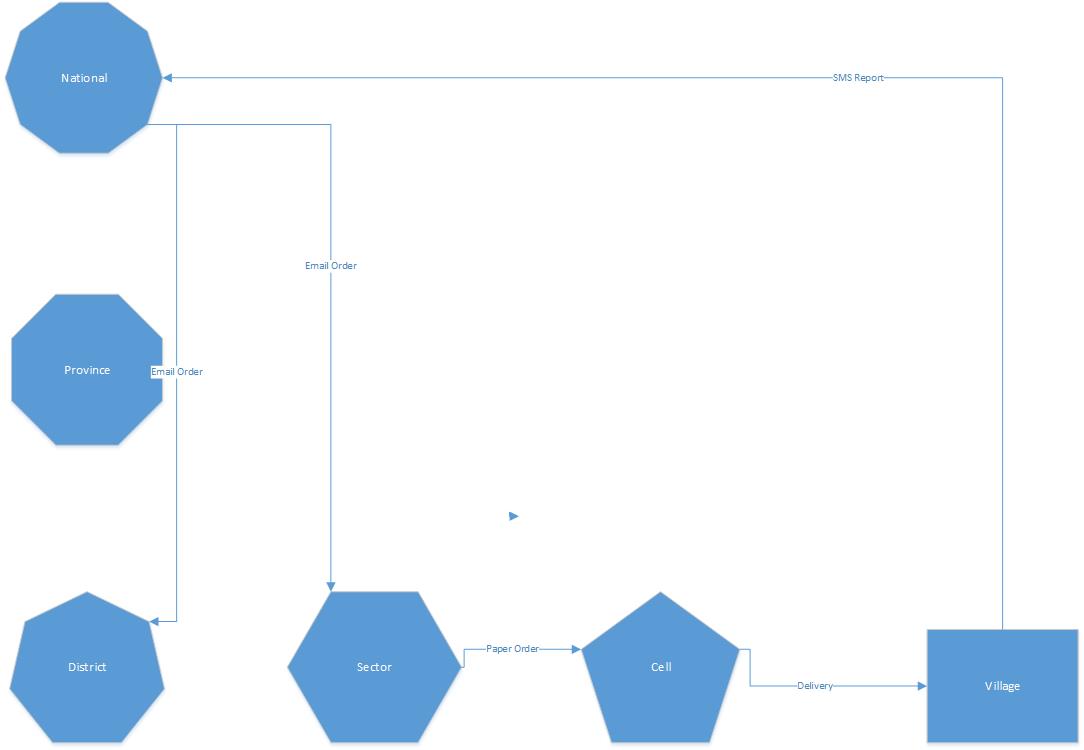 National
SMS Report
Email Order
Province
Email Order
Paper Order
District
Sector
Cell
Delivery
Village